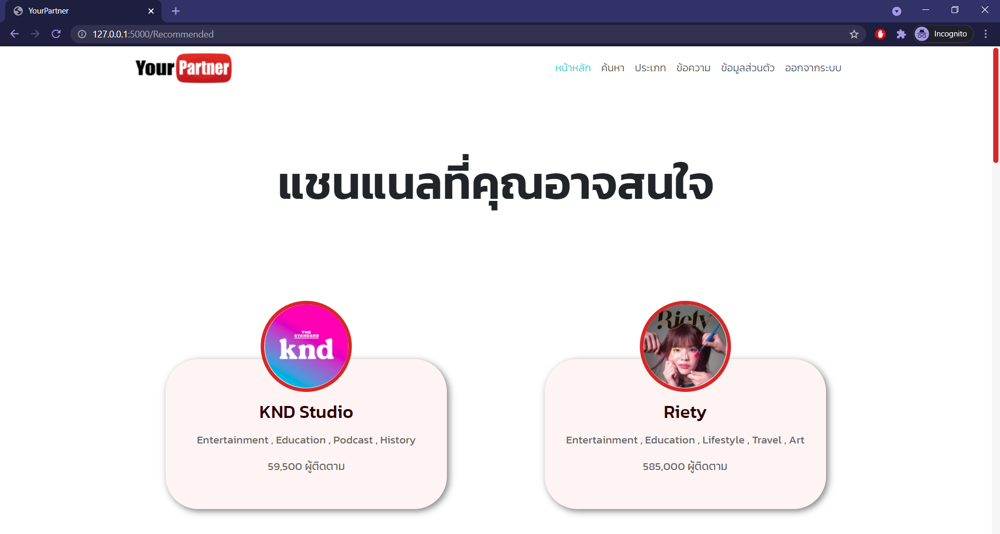 YourPartner
127.0.0.1:5000/Recommended
Incognito
Your Partner
หน้าหลัก ค้นหา ประเภท ข้อความ ข้อมูลส่วนตัว ออกจากระบบ
แชนแนลที่คุณอาจสนใจ
THE
STANDARD
knd
Riety
KND Studio
Riety
Entertainment , Education , Podcast , History
Entertainment , Education , Lifestyle , Travel , Art
59,500 ผู้ติดตาม
585,000 ผู้ติดตาม